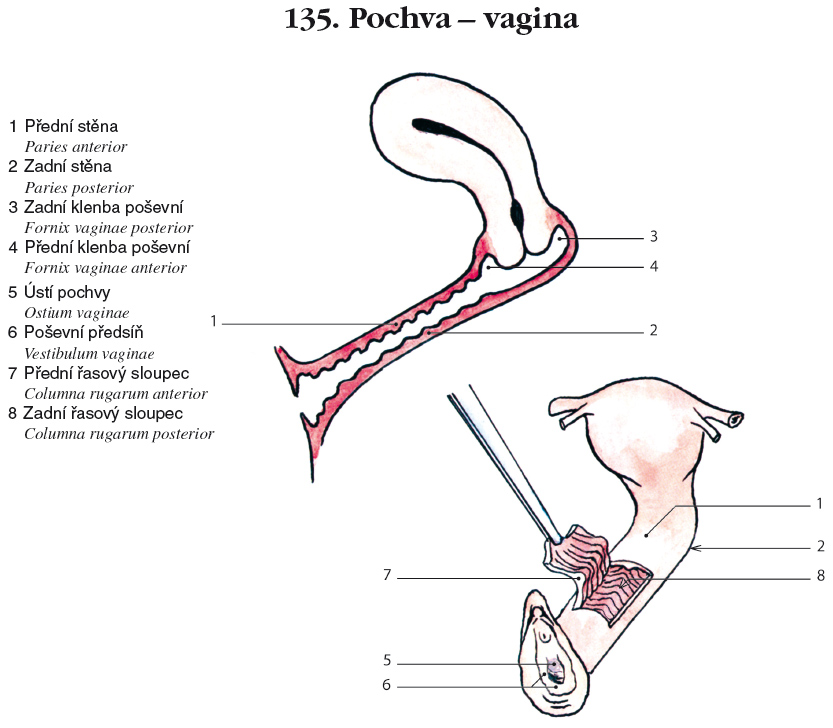 135. Pochva – vagina
1 Přední stěna
Paries anterior
2 Zadní stěna
Paries posterior
3 Zadní klenba poševní
Fornix vaginae posterior
4 Přední klenba poševní
Fornix vaginae anterior
5 Ústí pochvy
Ostium vaginae
6 Poševní předsíň
Vestibulum vaginae
7 Přední řasový sloupec
Columna rugarum anterior
8 Zadní řasový sloupec
Columna rugarum posterior
3
4
1
2
1
2
7
8
5
6